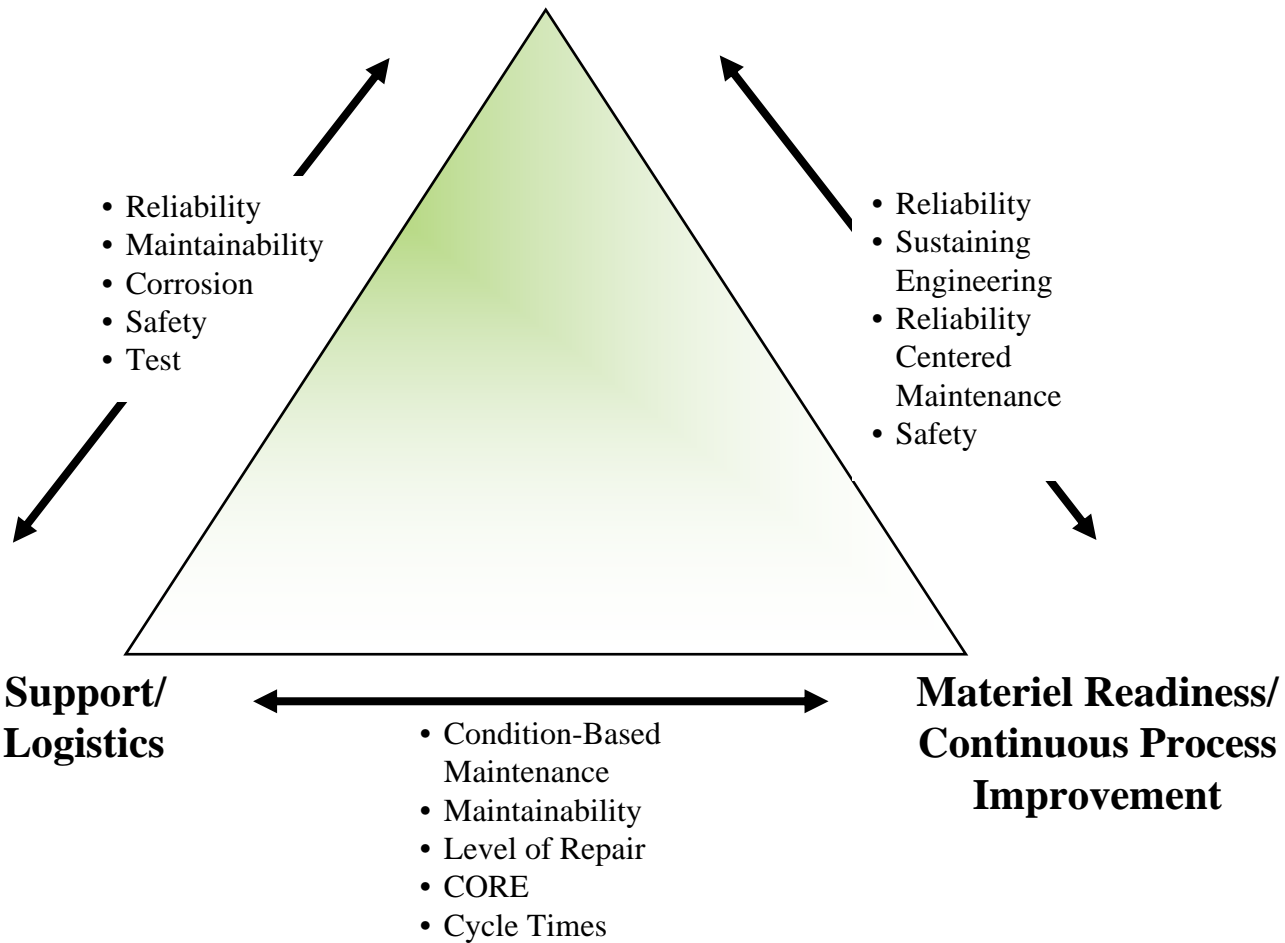 • Reliability
• Maintainability
• Corrosion
• Safety
• Test
• Reliability
• Sustaining
Engineering
• Reliability
Centered
Maintenance
• Safety
Support/
Logistics
Materiel Readiness/
Continuous Process
Improvement
• Condition-Based
Maintenance
• Maintainability
• Level of Repair
• CORE
• Cycle Times